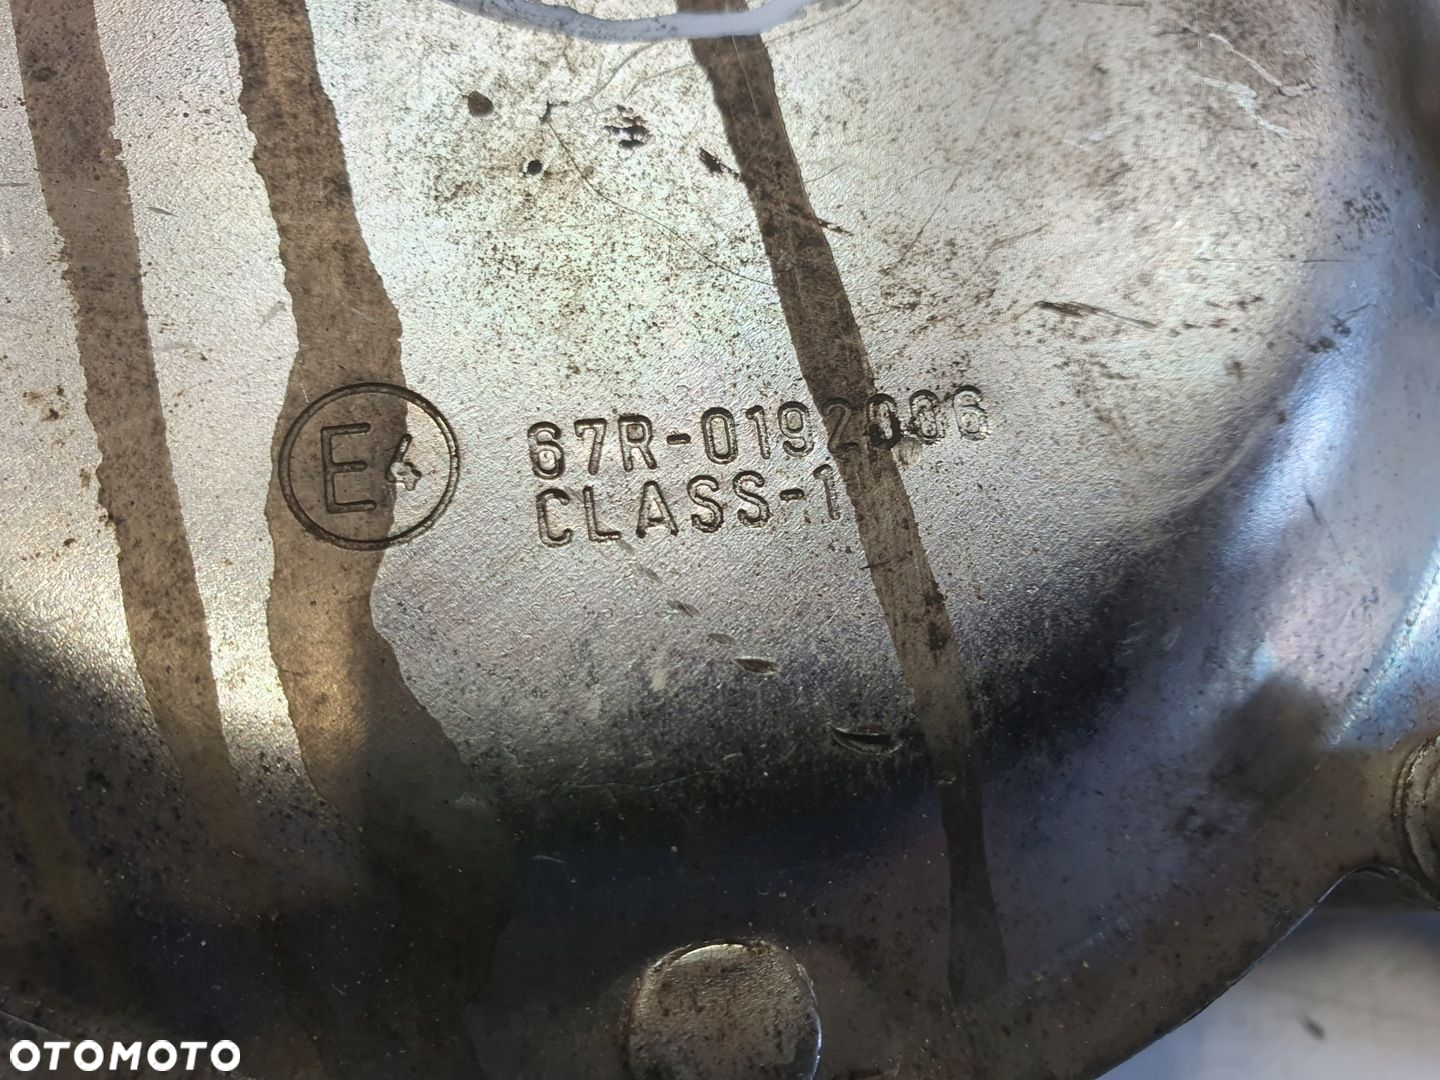 E4 67R-0192006
CLASS-1
OTOMOTO